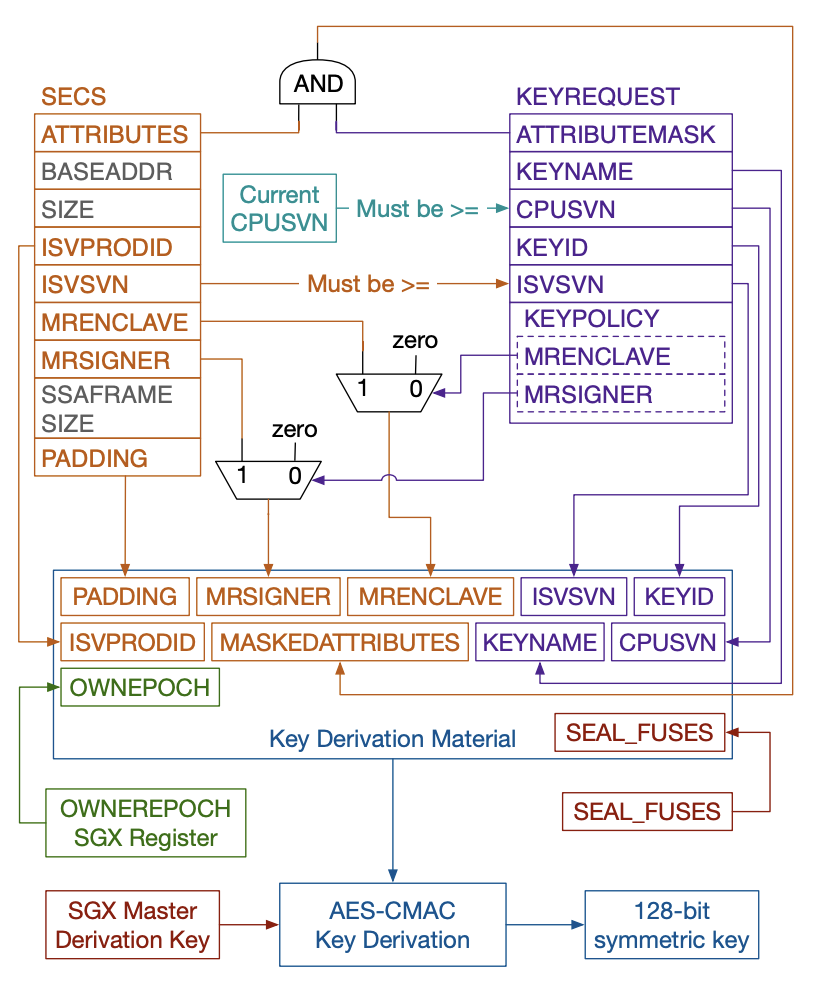 AND
SECS
KEYREQUEST
ATTRIBUTES
ATTRIBUTEMASK
BASEADDR
KEYNAME
SIZE
Current
CPUSVN
Must be >=
CPUSVN
ISVPRODID
KEYID
ISVSVN
Must be >=
ISVSVN
MRENCLAVE
KEYPOLICY
zero
MRSIGNER
MRENCLAVE
1 0
SSAFRAME
SIZE
MRSIGNER
zero
PADDING
1 0
PADDING
MRSIGNER
MRENCLAVE
ISVSVN
KEYID
ISVPRODID
MASKEDATTRIBUTES
KEYNAME
CPUSVN
OWNEPOCH
Key Derivation Material
SEAL_FUSES
OWNEREPOCH
SGX Register
SEAL_FUSES
SGX Master
Derivation Key
AES-CMAC
Key Derivation
128-bit
symmetric key